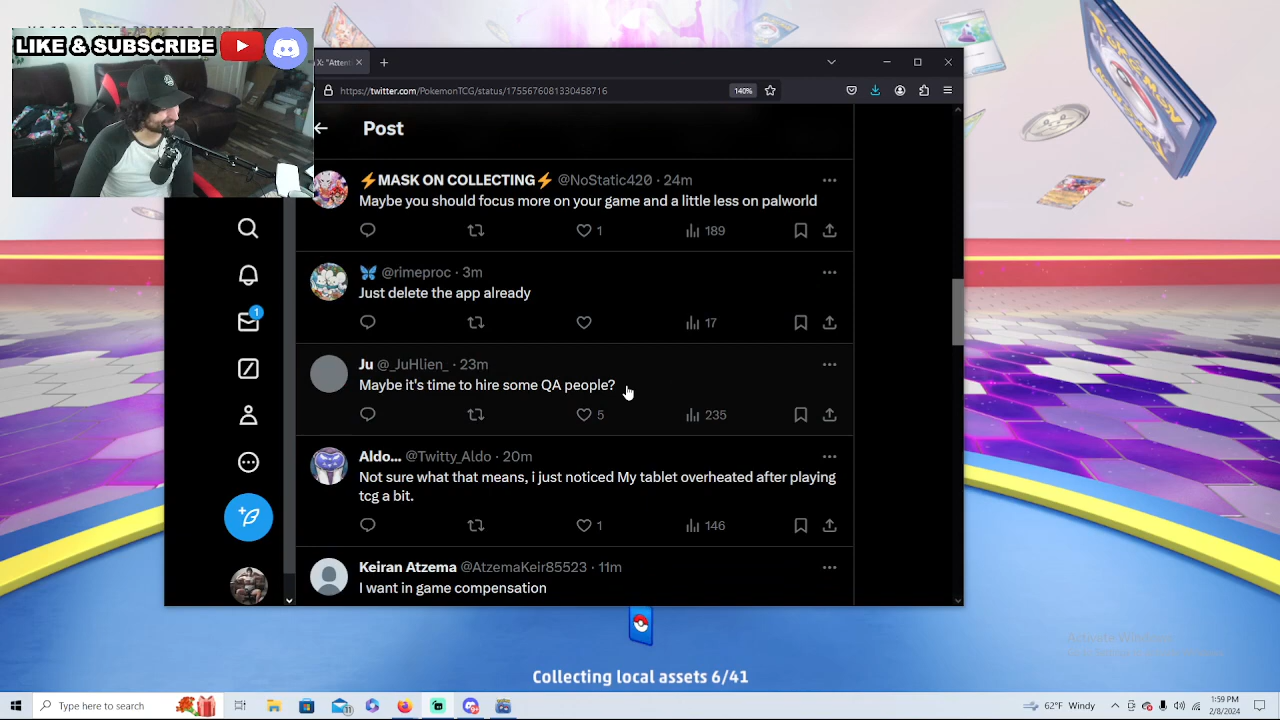 LIKE & SUBSCRIBE
X: "Attent
https://twitter.com/PokemonTCG/status/1755676081330458716
140%
Post
⚡MASK ON COLLECTING⚡ @NoStatic420 · 24m
Maybe you should focus more on your game and a little less on palworld
1
189
🦋 @rimeproc · 3m
Just delete the app already
17
Ju @_JuHlien_ · 23m
Maybe it's time to hire some QA people?
5
235
Aldo... @Twitty_Aldo · 20m
Not sure what that means, i just noticed My tablet overheated after playing
tcg a bit.
1
146
Keiran Atzema @AtzemaKeir85523 · 11m
I want in game compensation
1
Activate Windows
Collecting local assets 6/41
Type here to search
62°F Windy
1:59 PM
2/8/2024